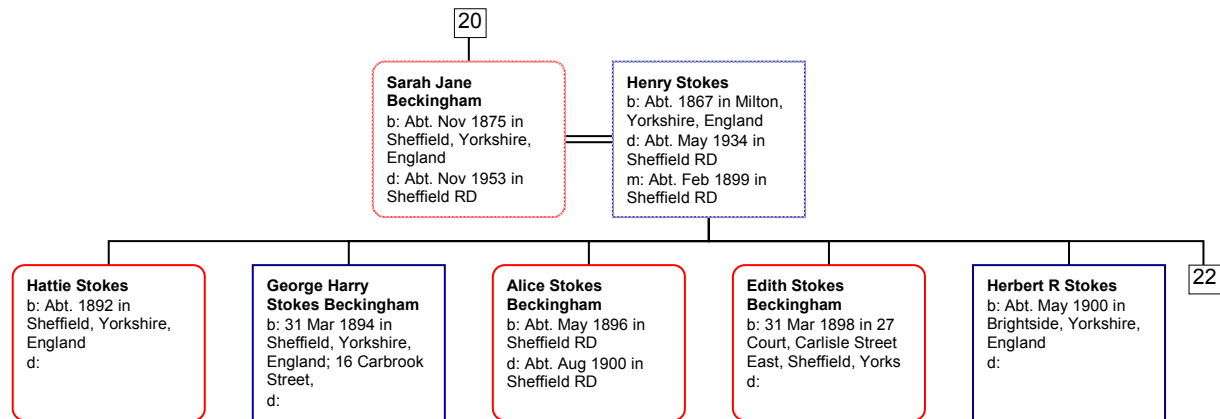 20
Sarah Jane
Beckingham
b: Abt. Nov 1875 in
Sheffield, Yorkshire,
England
d: Abt. Nov 1953 in
Sheffield RD
Henry Stokes
b: Abt. 1867 in Milton,
Yorkshire, England
d: Abt. May 1934 in
Sheffield RD
m: Abt. Feb 1899 in
Sheffield RD
Hattie Stokes
b: Abt. 1892 in
Sheffield, Yorkshire,
England
d:
George Harry
Stokes Beckingham
b: 31 Mar 1894 in
Sheffield, Yorkshire,
England; 16 Carbrook
Street,
d:
Alice Stokes
Beckingham
b: Abt. May 1896 in
Sheffield RD
d: Abt. Aug 1900 in
Sheffield RD
Edith Stokes
Beckingham
b: 31 Mar 1898 in 27
Court, Carlisle Street
East, Sheffield, Yorks
d:
Herbert R Stokes
b: Abt. May 1900 in
Brightside, Yorkshire,
England
d:
22